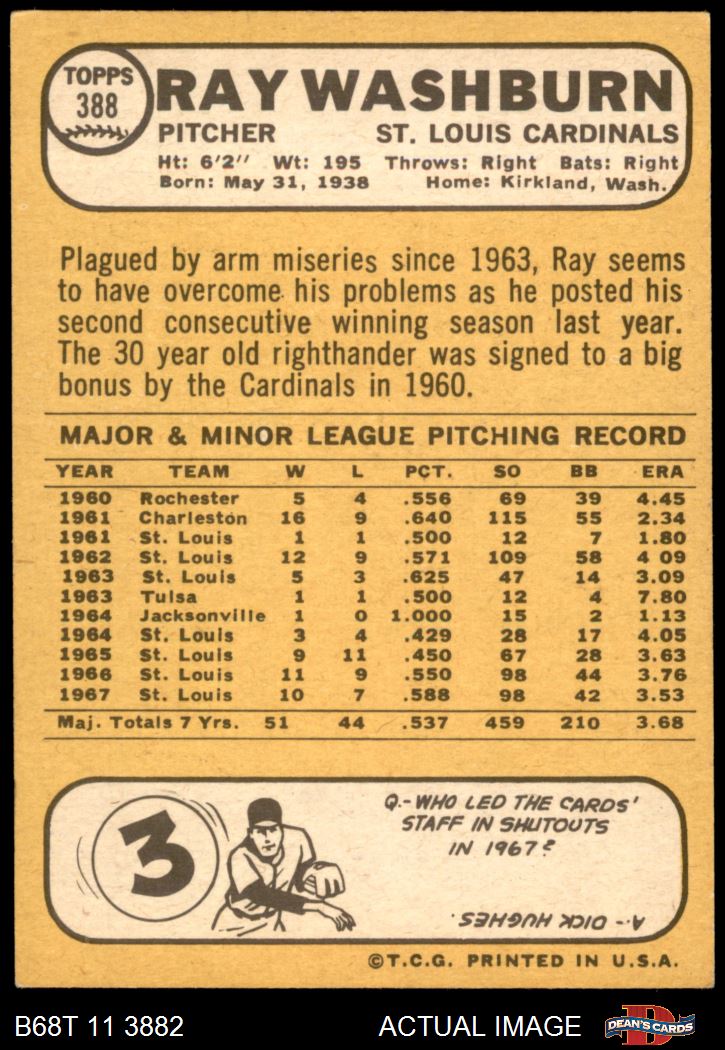 TOPPS
388
RAY WASHBURN
PITCHER ST. LOUIS CARDINALS
Ht: 6'2'' Wt: 195 Throws: Right Bats: Right
Born: May 31, 1938 Home: Kirkland, Wash.
Plagued by arm miseries since 1963, Ray seems
to have overcome his problems as he posted his
second consecutive winning season last year.
The 30 year old righthander was signed to a big
bonus by the Cardinals in 1960.
MAJOR & MINOR LEAGUE PITCHING RECORD
YEAR TEAM W L PCT. SO BB ERA
1960 Rochester 5 4 .556 69 39 4.45
1961 Charleston 16 9 .640 115 55 2.34
1961 St. Louis 1 1 .500 12 7 1.80
1962 St. Louis 12 9 .571 109 58 4 09
1963 St. Louis 5 3 .625 47 14 3.09
1963 Tulsa 1 1 .500 12 4 7.80
1964 Jacksonville 1 0 1.000 15 2 1.13
1964 St. Louis 3 4 .429 28 17 4.05
1965 St. Louis 9 11 .450 67 28 3.63
1966 St. Louis 11 9 .550 98 44 3.76
1967 St. Louis 10 7 .588 98 42 3.53
Maj. Totals 7 Yrs. 51 44 .537 459 210 3.68
3
Q.- WHO LED THE CARDS'
STAFF IN SHUTOUTS
IN 1967?
A.- DICK HUGHES.
©T.C.G. PRINTED IN U.S.A.
B68T 11 3882 ACTUAL IMAGE
D
DEAN'S CARDS